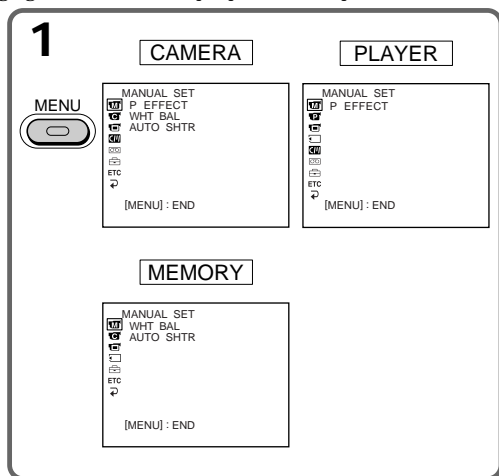 1
CAMERA
PLAYER
MENU
MANUAL SET
P EFFECT
WHT BAL
AUTO SHTR
ETC
[MENU] : END
MANUAL SET
P EFFECT
ETC
[MENU] : END
MEMORY
MANUAL SET
WHT BAL
AUTO SHTR
ETC
[MENU] : END